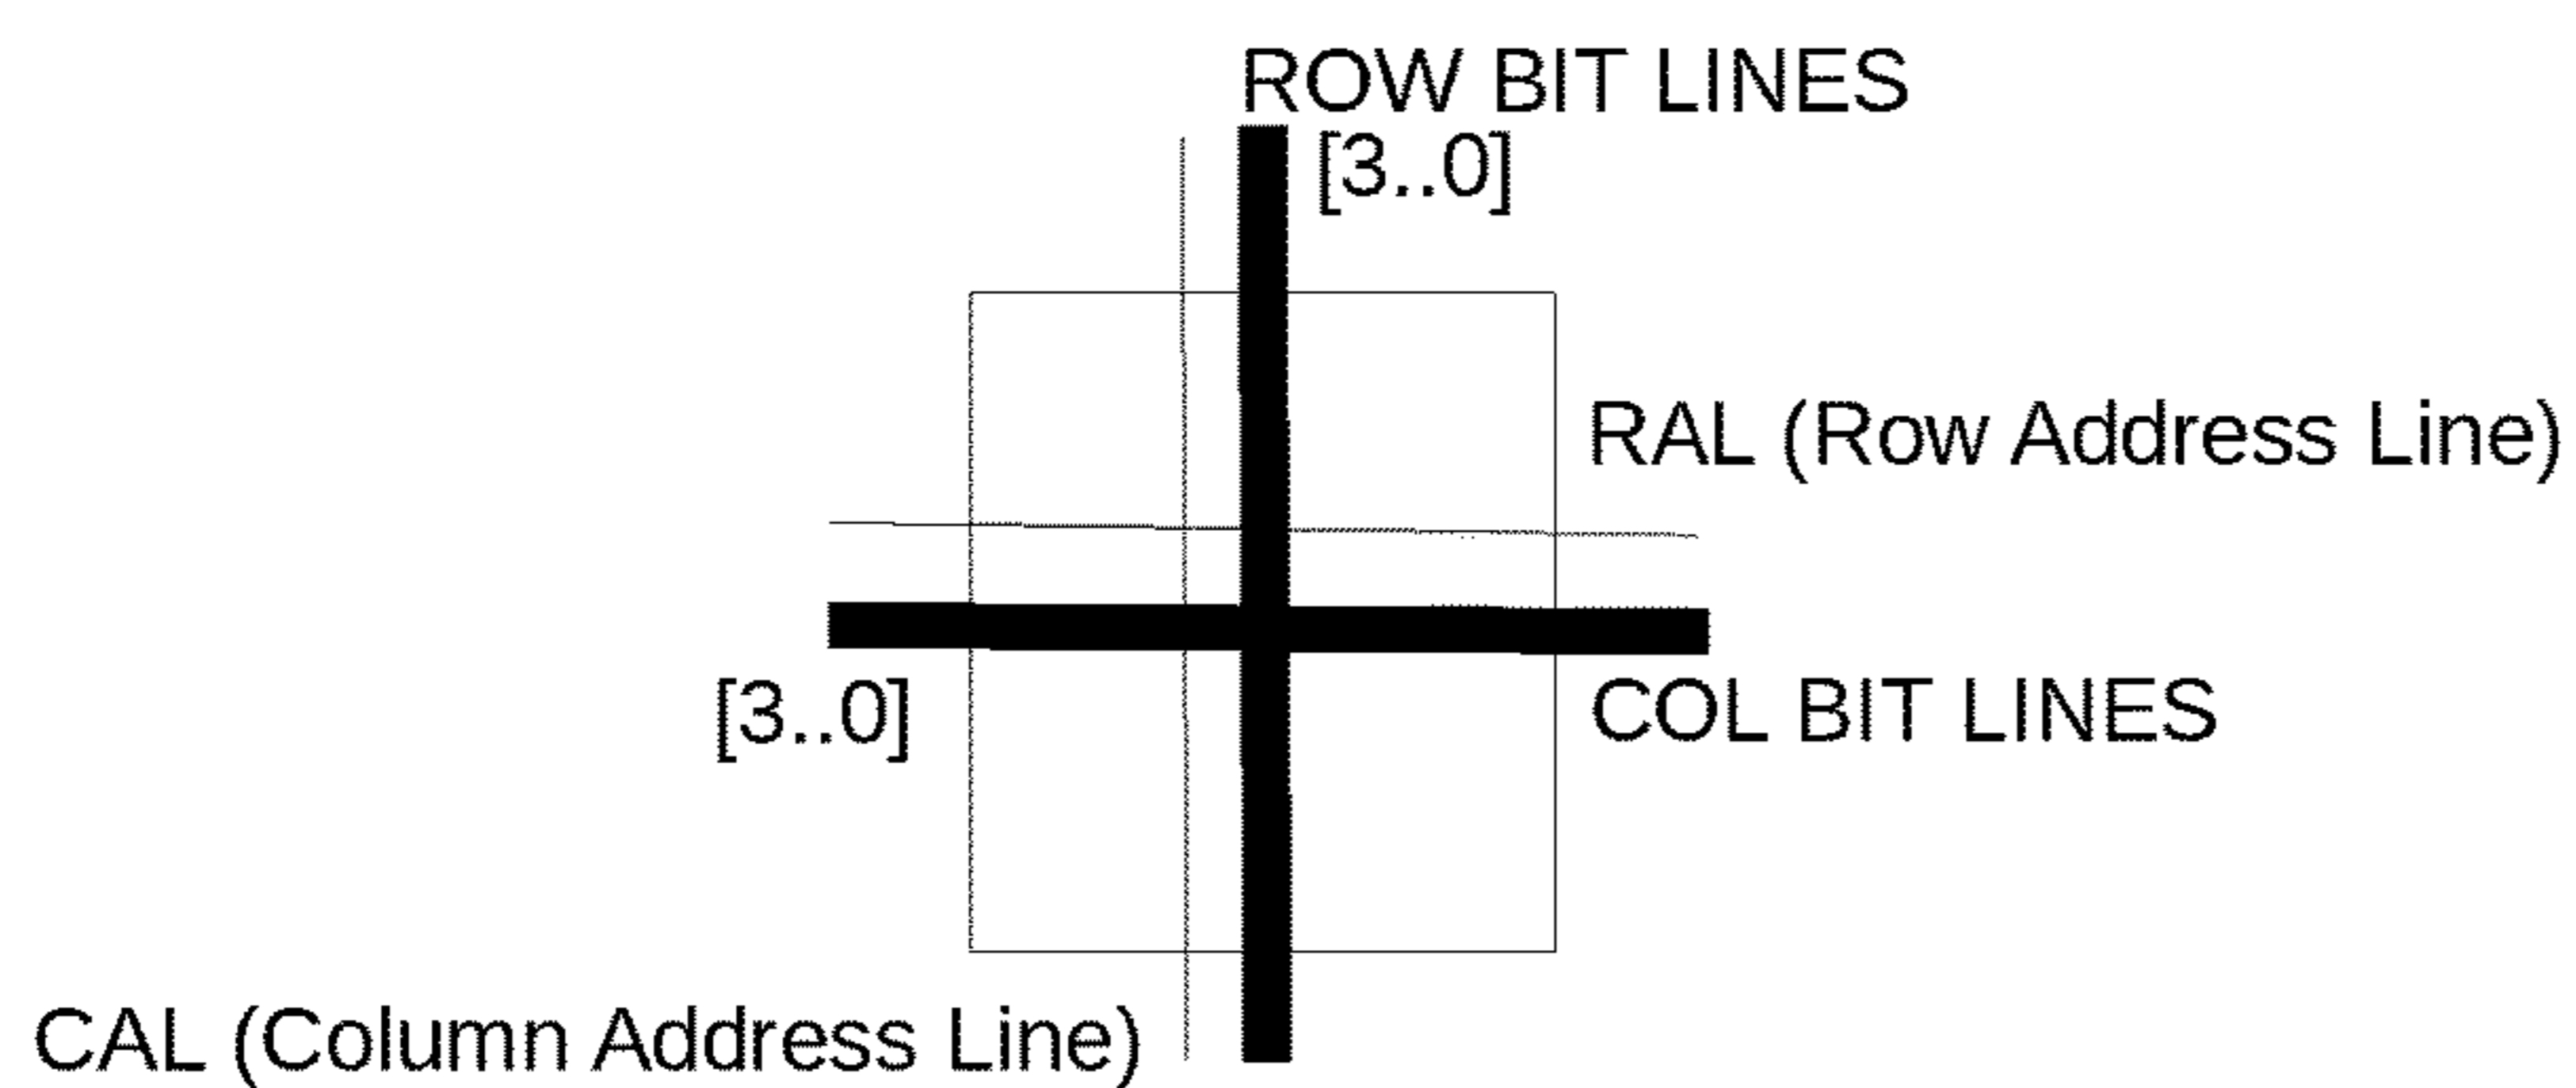 ROW BIT LINES
[3..0]
RAL (Row Address Line)
[3..0]
COL BIT LINES
CAL (Column Address Line)